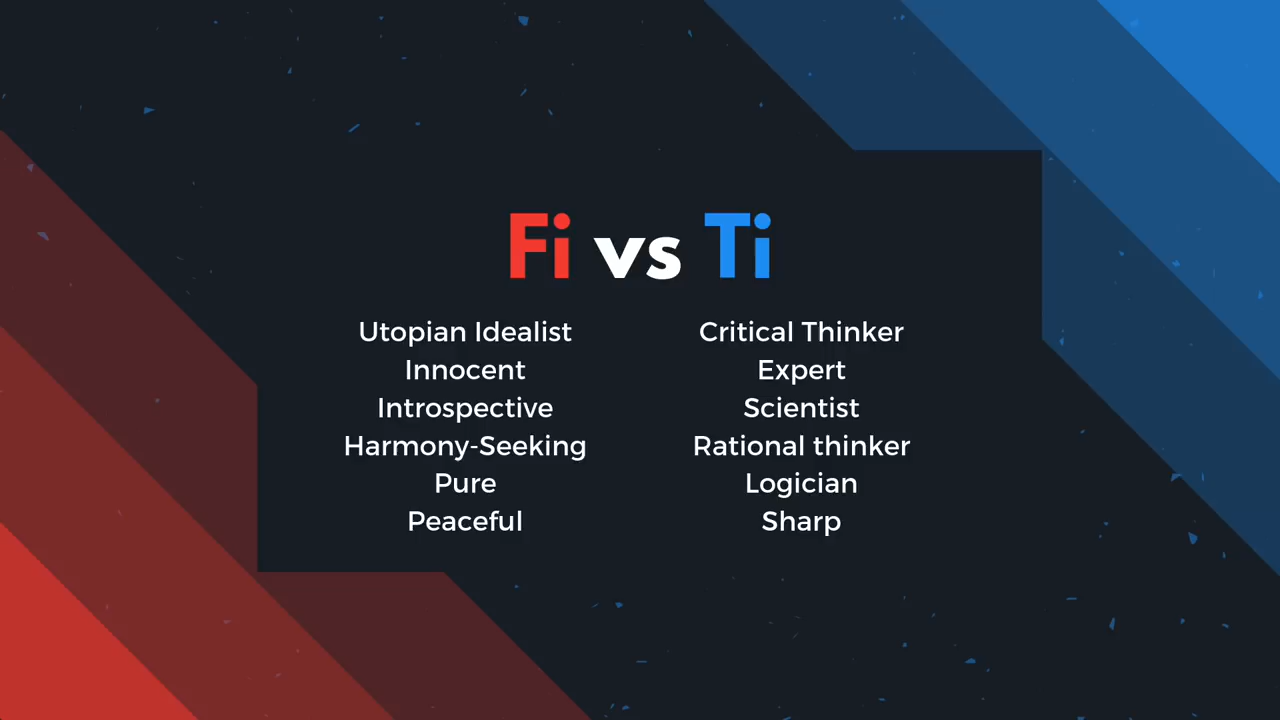 Fi vs Ti
Utopian Idealist
Innocent
Introspective
Harmony-Seeking
Pure
Peaceful
Critical Thinker
Expert
Scientist
Rational thinker
Logician
Sharp